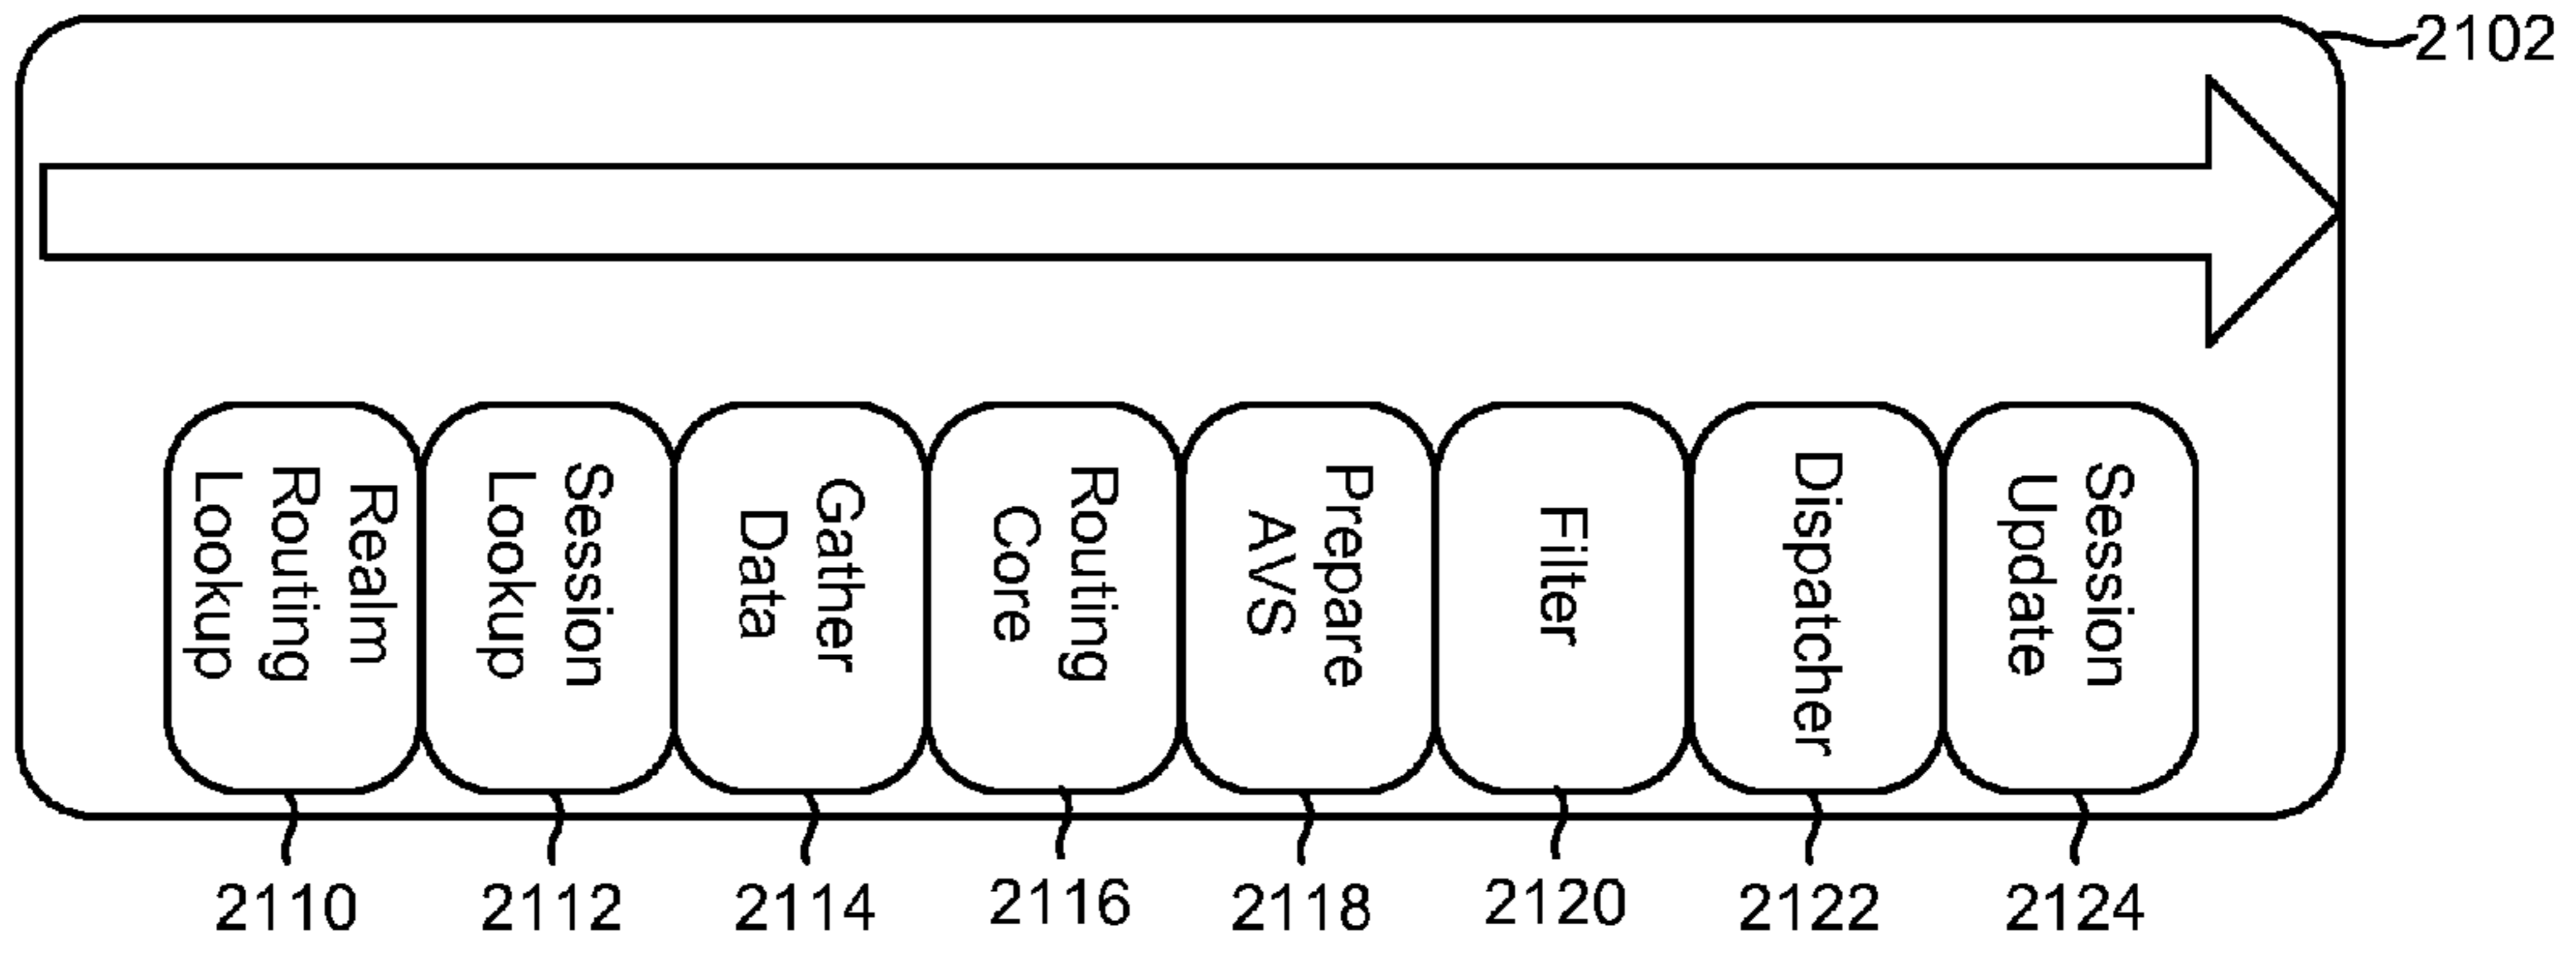 2102
Realm
Routing
Lookup
Session
Lookup
Gather
Data
Routing
Core
Prepare
AVS
Filter
Dispatcher
Session
Update
2110
2112
2114
2116
2118
2120
2122
2124